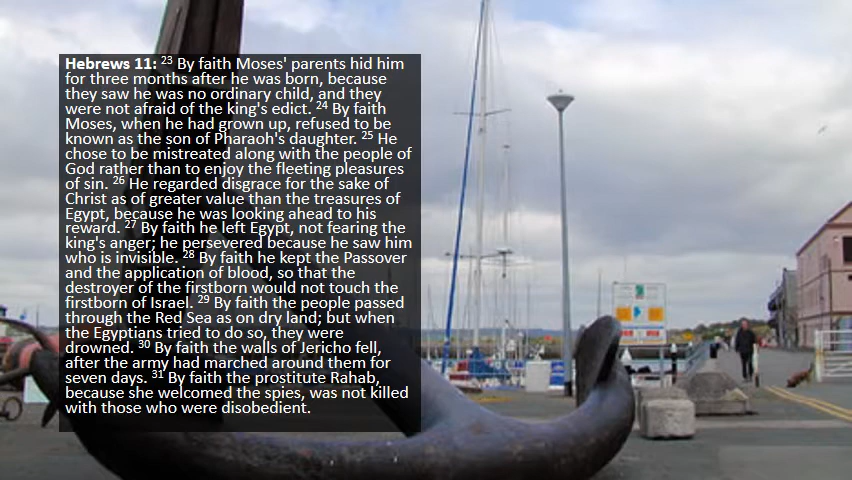 Hebrews 11: 23 By faith Moses' parents hid him
for three months after he was born, because
they saw he was no ordinary child, and they
were not afraid of the king's edict. 24 By faith
Moses, when he had grown up, refused to be
known as the son of Pharaoh's daughter. 25 He
chose to be mistreated along with the people of
God rather than to enjoy the fleeting pleasures
of sin. 26 He regarded disgrace for the sake of
Christ as of greater value than the treasures of
Egypt, because he was looking ahead to his
reward. 27 By faith he left Egypt, not fearing the
king's anger; he persevered because he saw him
who is invisible. 28 By faith he kept the Passover
and the application of blood, so that the
destroyer of the firstborn would not touch the
firstborn of Israel. 29 By faith the people passed
through the Red Sea as on dry land; but when
the Egyptians tried to do so, they were
drowned. 30 By faith the walls of Jericho fell,
after the army had marched around them for
seven days. 31 By faith the prostitute Rahab,
because she welcomed the spies, was not killed
with those who were disobedient.